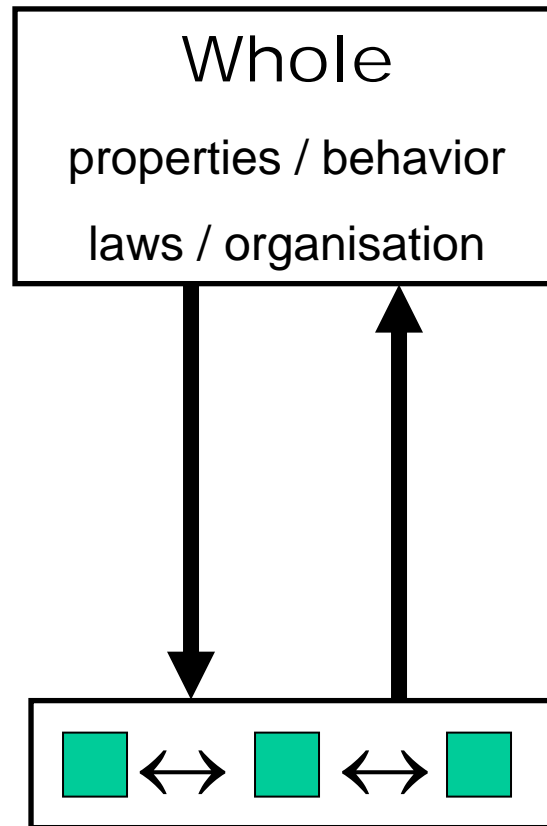 Whole
properties / behavior
laws / organisation